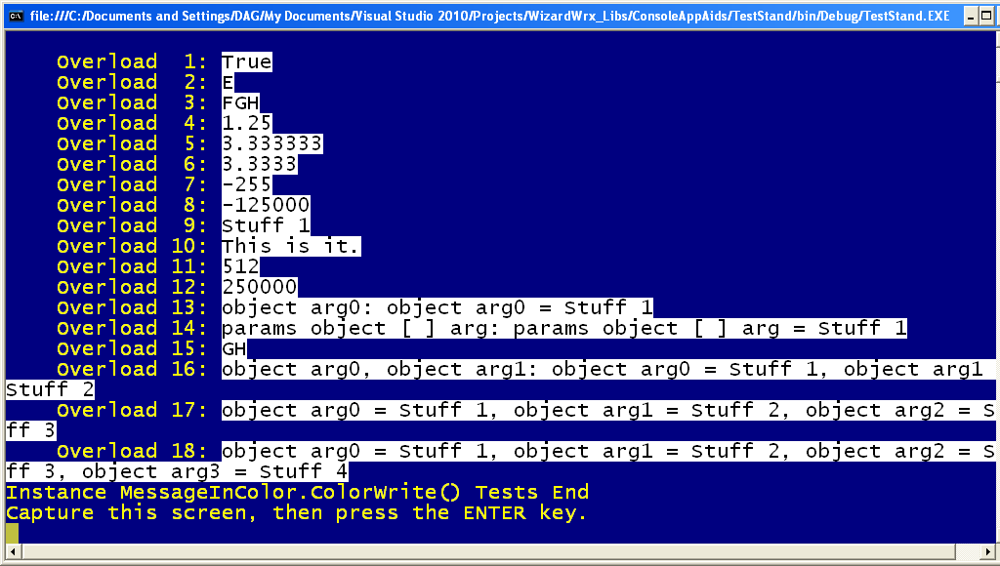 file:///C:/Documents and Settings/DAG/My Documents/Visual Studio 2010/Projects/WizardWrx_Libs/ConsoleAppAids/TestStand/bin/Debug/TestStand.EXE
Overload  1: True
Overload  2: E
Overload  3: FGH
Overload  4: 1.25
Overload  5: 3.333333
Overload  6: 3.3333
Overload  7: -255
Overload  8: -125000
Overload  9: Stuff 1
Overload 10: This is it.
Overload 11: 512
Overload 12: 250000
Overload 13: object arg0: object arg0 = Stuff 1
Overload 14: params object [ ] arg: params object [ ] arg = Stuff 1
Overload 15: GH
Overload 16: object arg0, object arg1: object arg0 = Stuff 1, object arg1
Stuff 2
Overload 17: object arg0 = Stuff 1, object arg1 = Stuff 2, object arg2 = S
ff 3
Overload 18: object arg0 = Stuff 1, object arg1 = Stuff 2, object arg2 = S
ff 3, object arg3 = Stuff 4
Instance MessageInColor.ColorWrite() Tests End
Capture this screen, then press the ENTER key.